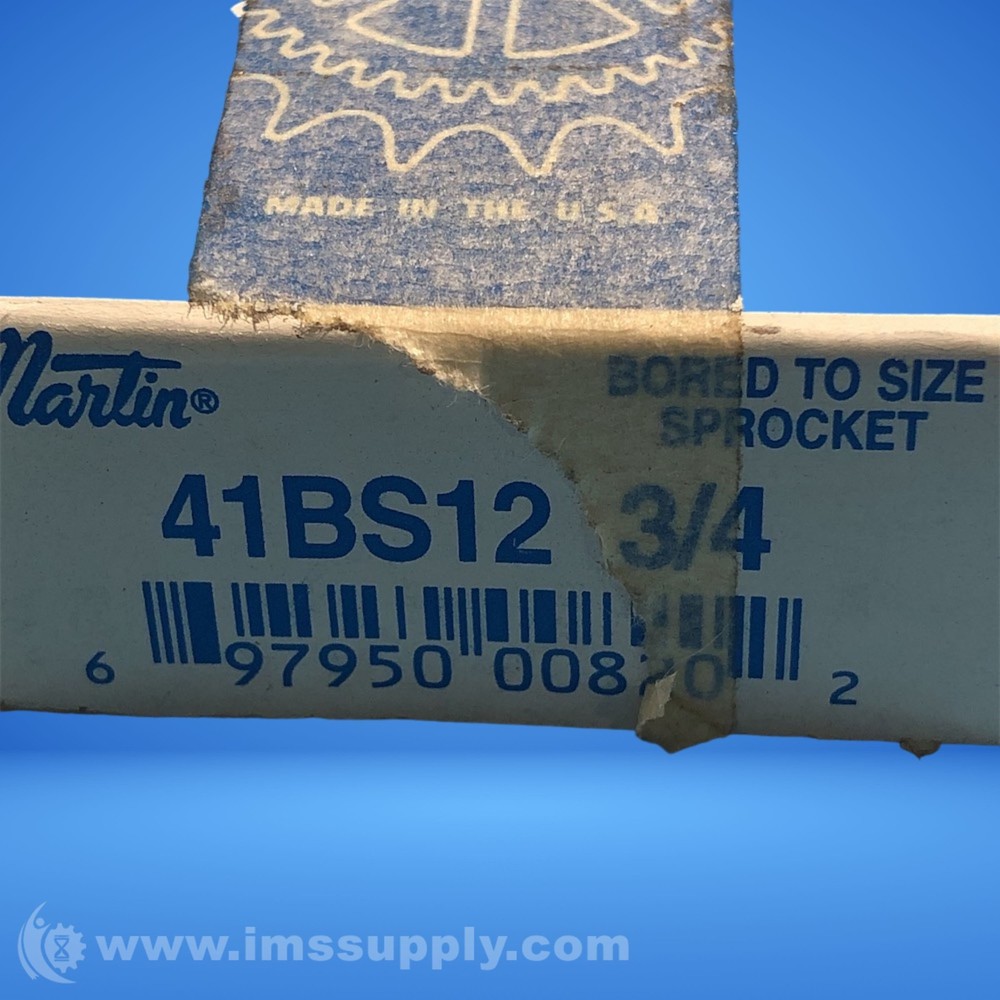 MADE IN THE U.S.A.
Martin®
BORED TO SIZE
SPROCKET
41BS12 3/4
6 97950 00820 2
www.imssupply.com